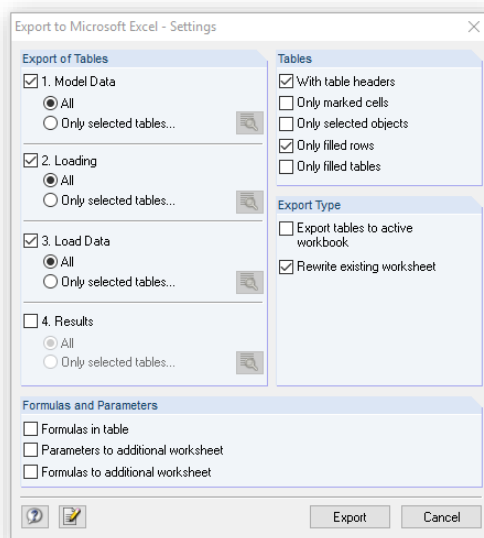 Export to Microsoft Excel - Settings
Export of Tables
1. Model Data
All
Only selected tables...
2. Loading
All
Only selected tables...
3. Load Data
All
Only selected tables...
4. Results
All
Only selected tables...
Tables
With table headers
Only marked cells
Only selected objects
Only filled rows
Only filled tables
Export Type
Export tables to active
workbook
Rewrite existing worksheet
Formulas and Parameters
Formulas in table
Parameters to additional worksheet
Formulas to additional worksheet
Export
Cancel